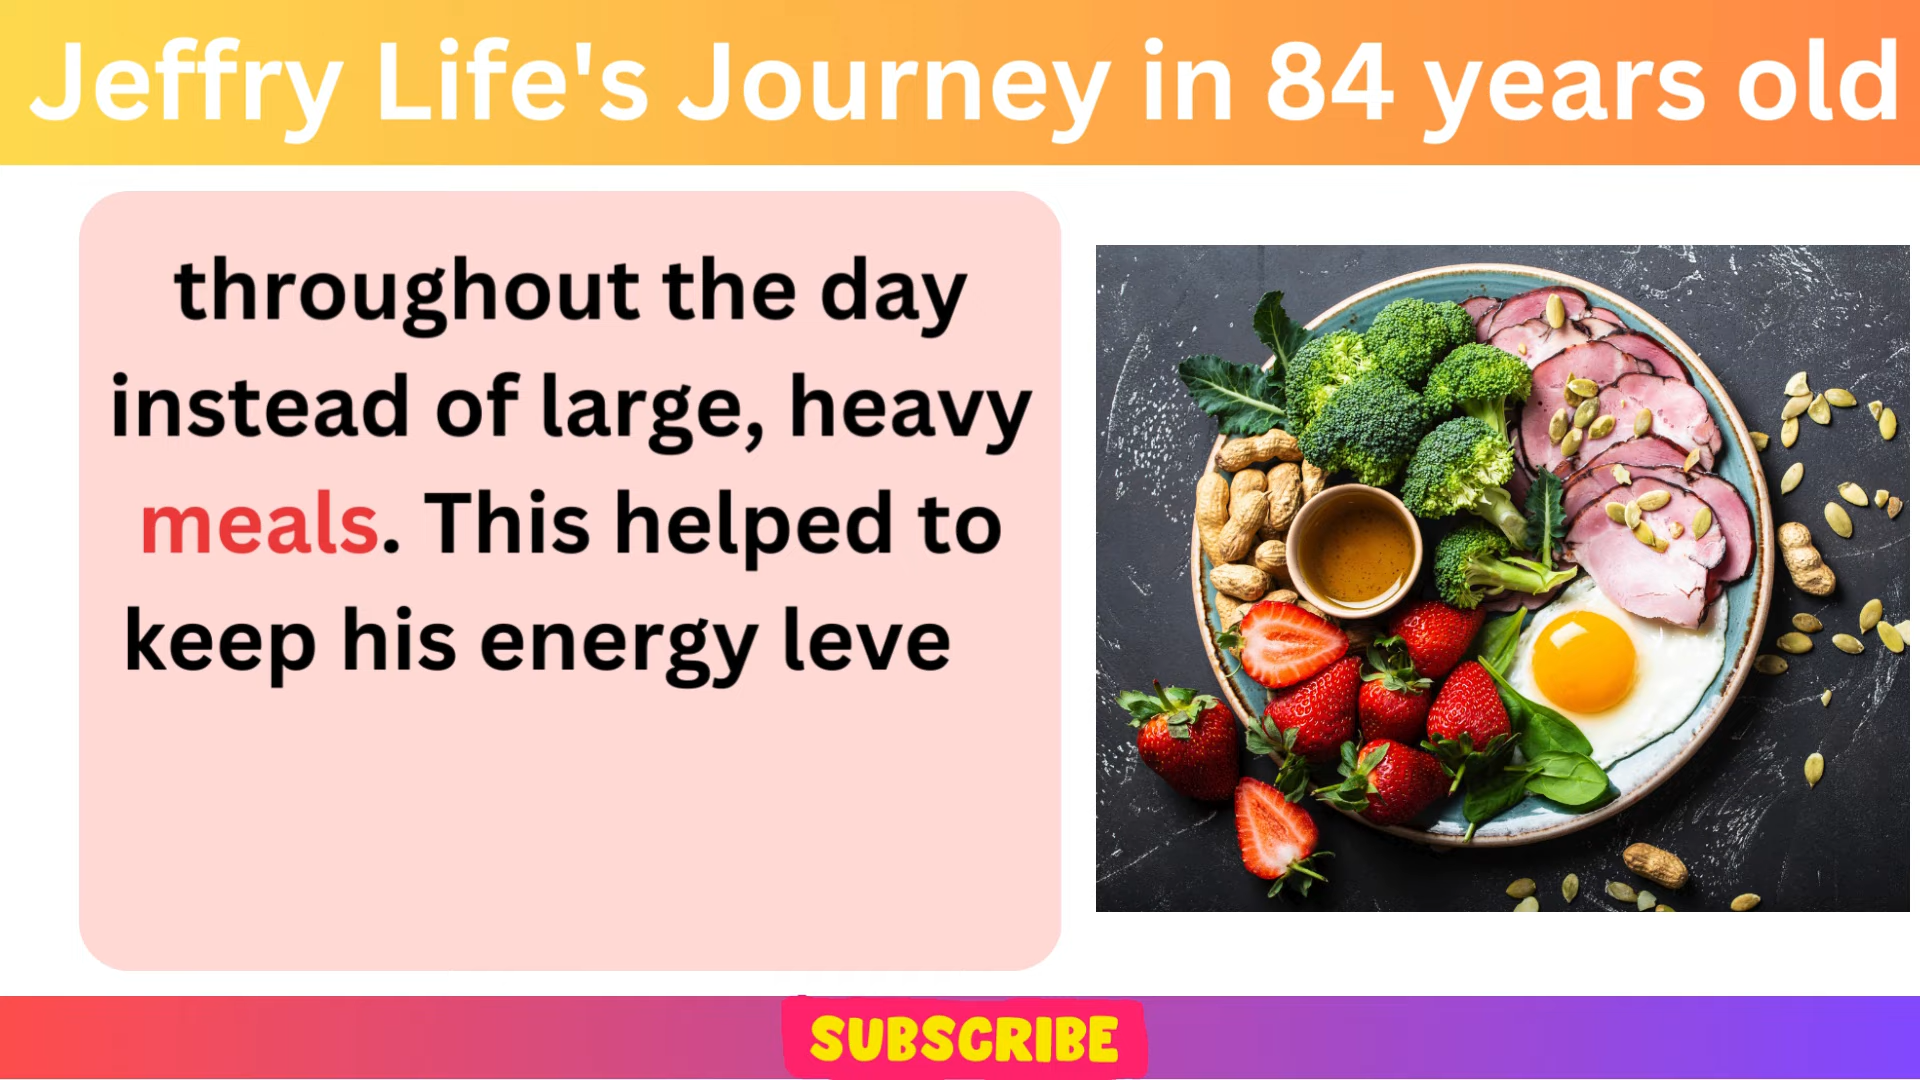 Jeffry Life's Journey in 84 years old
throughout the day
instead of large, heavy
meals. This helped to
keep his energy leve
SUBSCRIBE